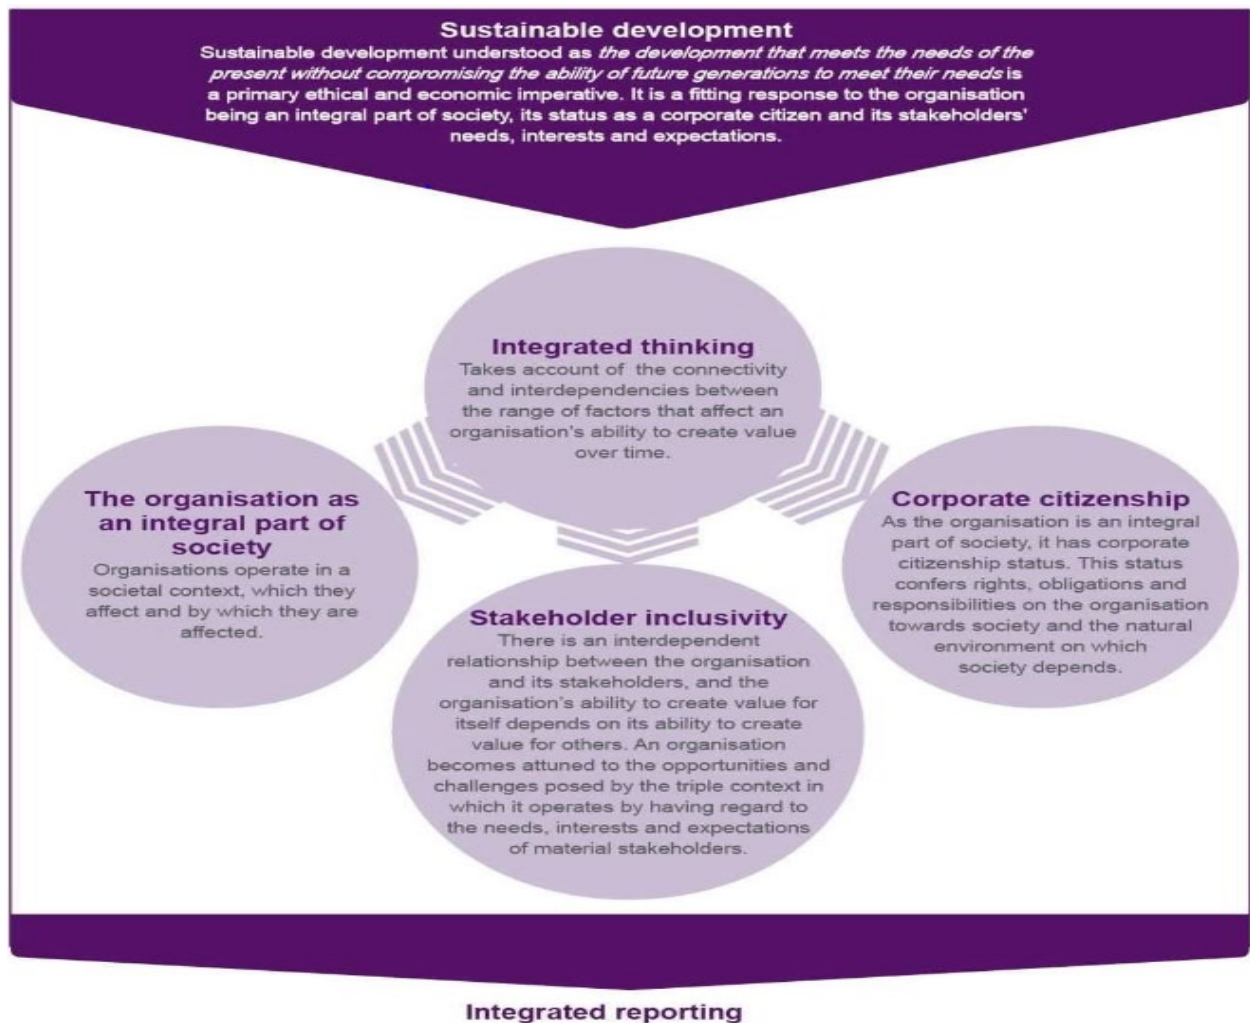 Sustainable development
Sustainable development understood as the development that meets the needs of the
present without compromising the ability of future generations to meet their needs is
a primary ethical and economic imperative. It is a fitting response to the organisation
being an integral part of society, its status as a corporate citizen and its stakeholders'
needs, interests and expectations.
Integrated thinking
Takes account of the connectivity
and interdependencies between
the range of factors that affect an
organisation's ability to create value
over time.
The organisation as
an integral part of
society
Organisations operate in a
societal context, which they
affect and by which they are
affected.
Stakeholder inclusivity
There is an interdependent
relationship between the organisation
and its stakeholders, and the
organisation's ability to create value for
itself depends on its ability to create
value for others. An organisation
becomes attuned to the opportunities and
challenges posed by the triple context in
which it operates by having regard to
the needs, interests and expectations
of material stakeholders.
Corporate citizenship
As the organisation is an integral
part of society, it has corporate
citizenship status. This status
confers rights, obligations and
responsibilities on the organisation
towards society and the natural
environment on which
society depends.
Integrated reporting